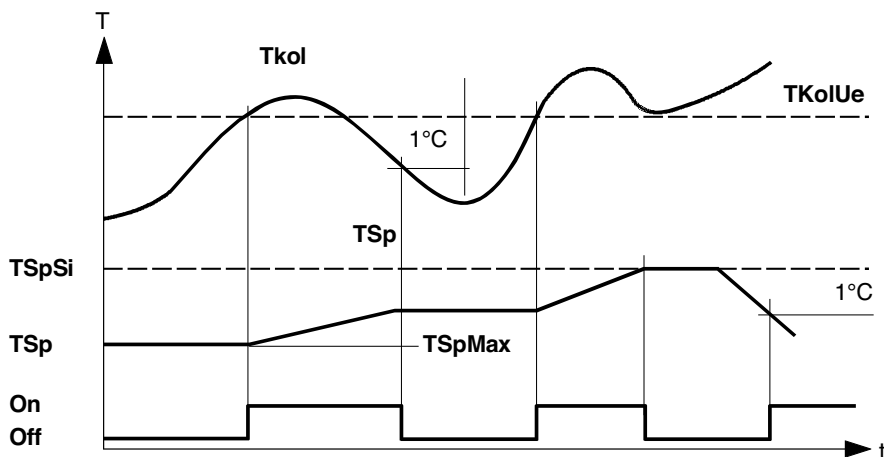 T
Tkol
TKolUe
1°C
TSp
TSpSi
1°C
TSp
TSpMax
On
Off
t